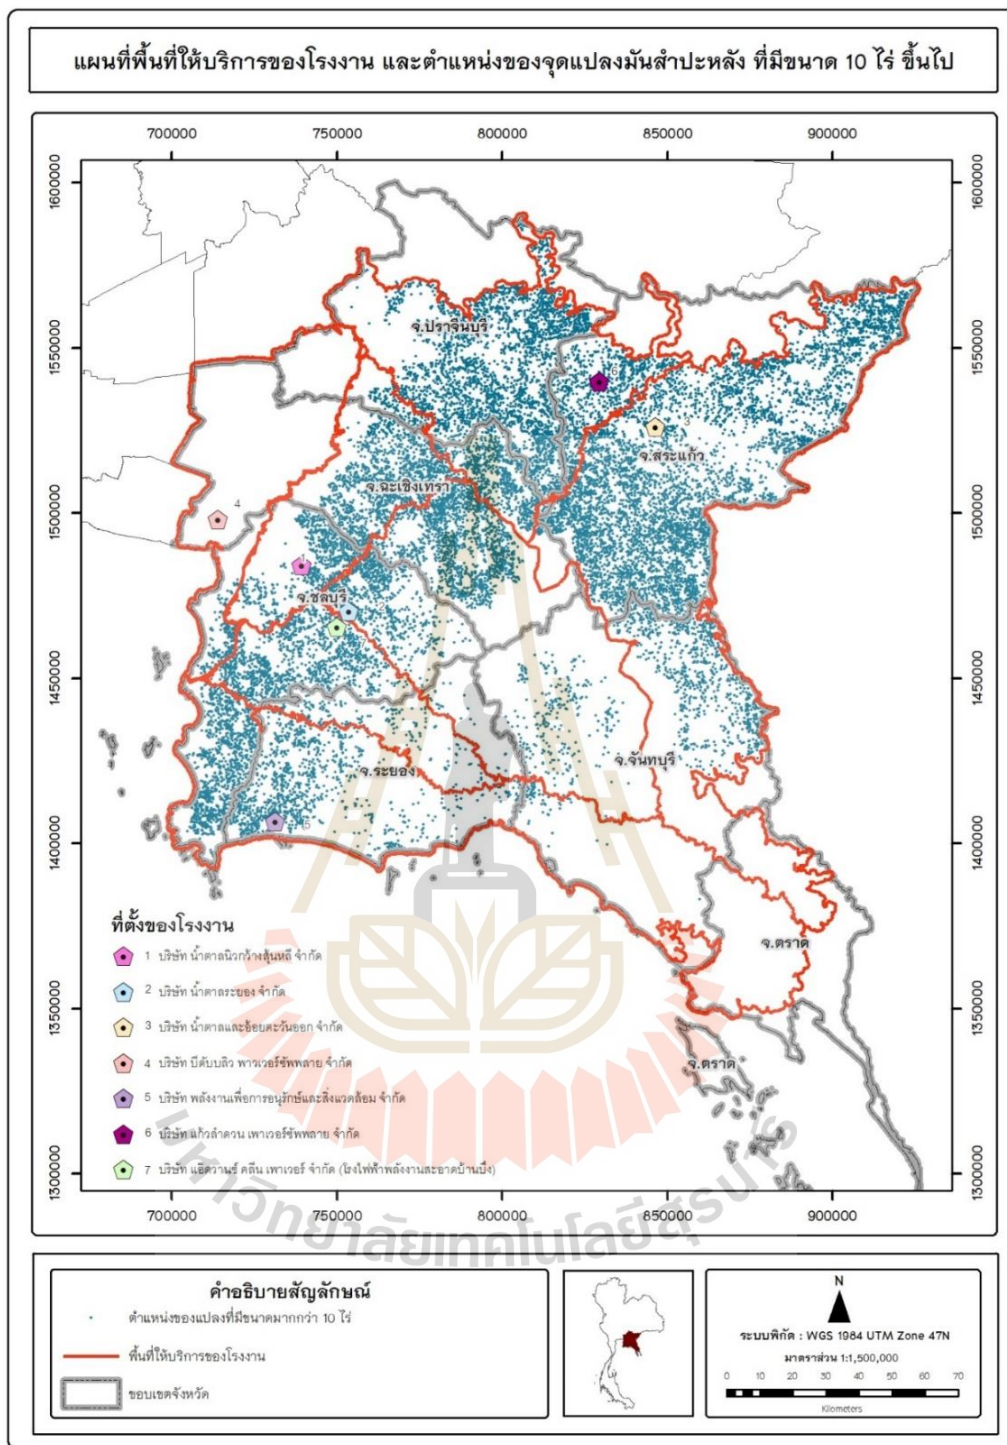 แผนที่พื้นที่ให้บริการของโรงงาน และตำแหน่งของจุดแปลงมันสำปะหลัง ที่มีขนาด 10 ไร่ ขึ้นไป
700000 750000 800000 850000 900000
1600000 1600000
1550000 1550000
1500000 1500000
1450000 1450000
1400000 1400000
1350000 1350000
1300000 1300000
จ.ปราจีนบุรี
6
3
จ.สระแก้ว
จ.ฉะเชิงเทรา
4
1
จ.ชลบุรี
2
จ.จันทบุรี
จ.ระยอง
5
จ.ตราด
จ.ตราด
ที่ตั้งของโรงงาน
1 บริษัท น้ำตาลนิวกว้างสุ้นหลี จำกัด
2 บริษัท น้ำตาลระยอง จำกัด
3 บริษัท น้ำตาลและอ้อยตะวันออก จำกัด
4 บริษัท บีดับบลิว พาวเวอร์ซัพพลาย จำกัด
5 บริษัท พลังงานเพื่อการอนุรักษ์และสิ่งแวดล้อม จำกัด
6 บริษัท แก้วลำดวน เพาเวอร์ซัพพลาย จำกัด
7 บริษัท แอ๊ดวานซ์ คลีน เพาเวอร์ จำกัด (โรงไฟฟ้าพลังงานสะอาดบ้านบึง)
700000 750000 800000 850000 900000
มหาวิทยาลัยเทคโนโลยีสุรนารี
คำอธิบายสัญลักษณ์
ตำแหน่งของแปลงที่มีขนาดมากกว่า 10 ไร่
พื้นที่ให้บริการของโรงงาน
ขอบเขตจังหวัด
N
ระบบพิกัด : WGS 1984 UTM Zone 47N
มาตราส่วน 1:1,500,000
0 10 20 30 40 50 60 70
Kilometers